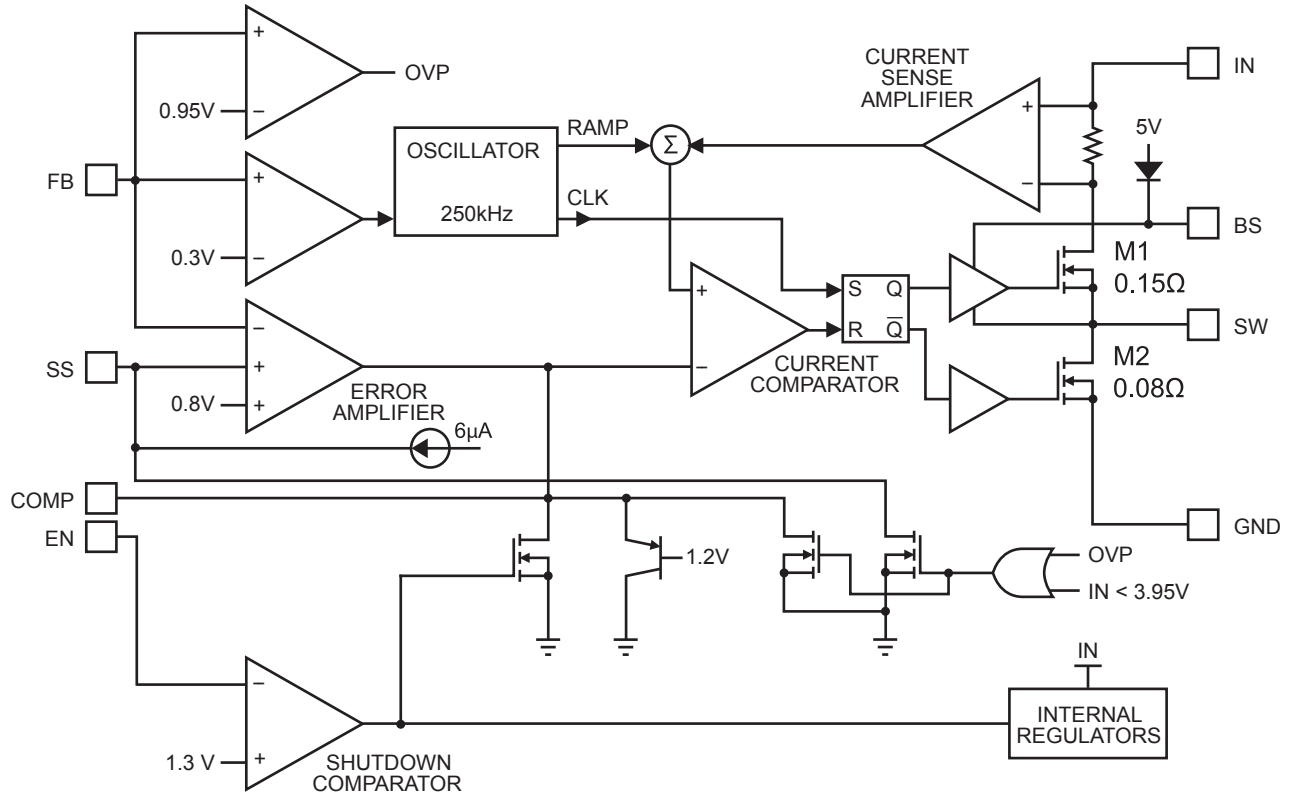 +
OVP
0.95V
–
FB
+
0.3V
–
OSCILLATOR
250kHz
RAMP
CLK
Σ
CURRENT
SENSE
AMPLIFIER
+
–
IN
5V
BS
M1
0.15Ω
SW
M2
0.08Ω
GND
S Q
R Q̅
+
–
CURRENT
COMPARATOR
–
SS
+
0.8V
+
ERROR
AMPLIFIER
6µA
COMP
EN
1.2V
OVP
IN < 3.95V
–
1.3 V
+
SHUTDOWN
COMPARATOR
IN
INTERNAL
REGULATORS